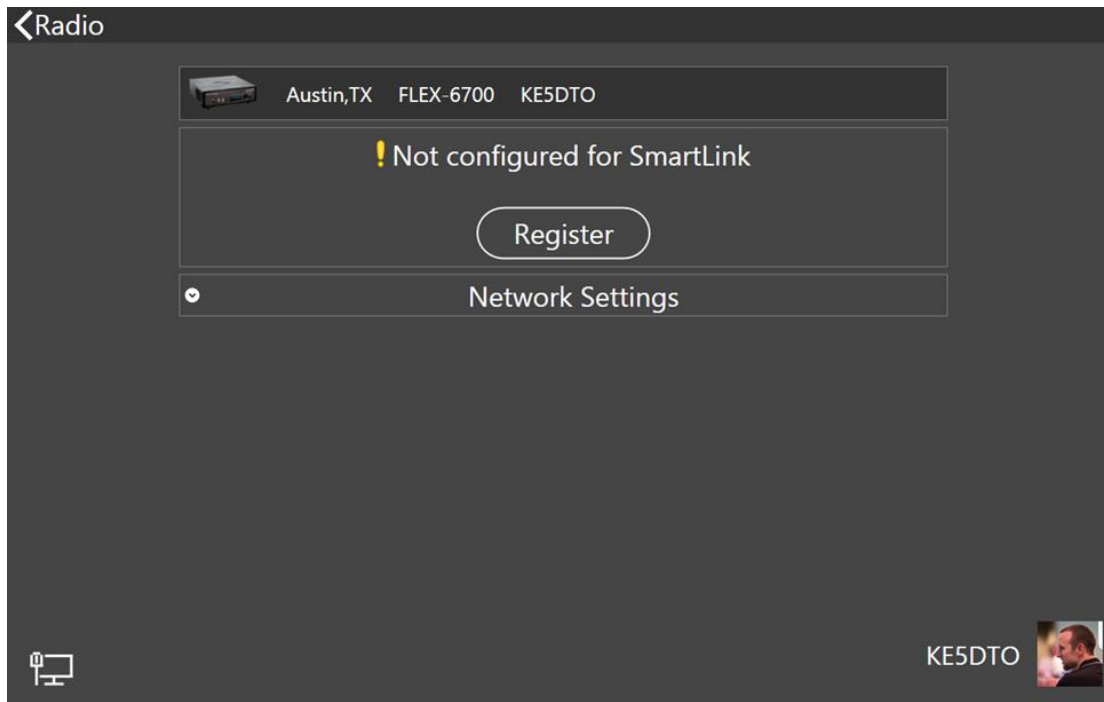 Radio
Austin,TX FLEX-6700 KE5DTO
Not configured for SmartLink
Register
Network Settings
KE5DTO